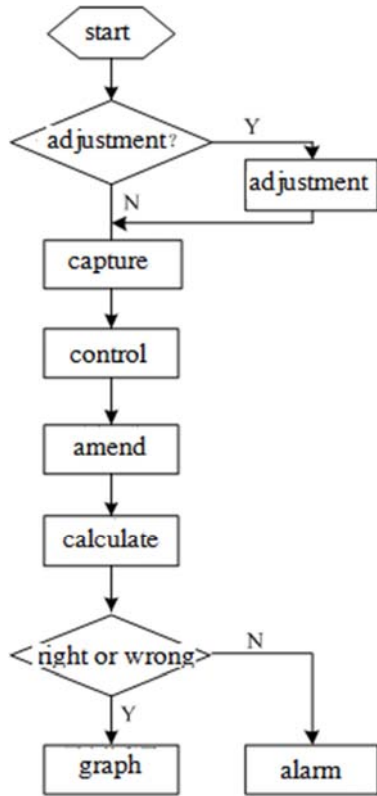 start
adjustment?
Y
adjustment
N
capture
control
amend
calculate
right or wrong
N
Y
graph
alarm